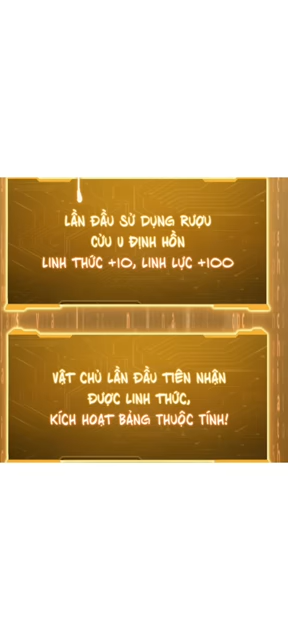 LẦN ĐẦU SỬ DỤNG RƯỢU
CỬU U ĐỊNH HỒN
LINH THỨC +10, LINH LỰC +100
VẬT CHỦ LẦN ĐẦU TIÊN NHẬN
ĐƯỢC LINH THỨC,
KÍCH HOẠT BẢNG THUỘC TÍNH!